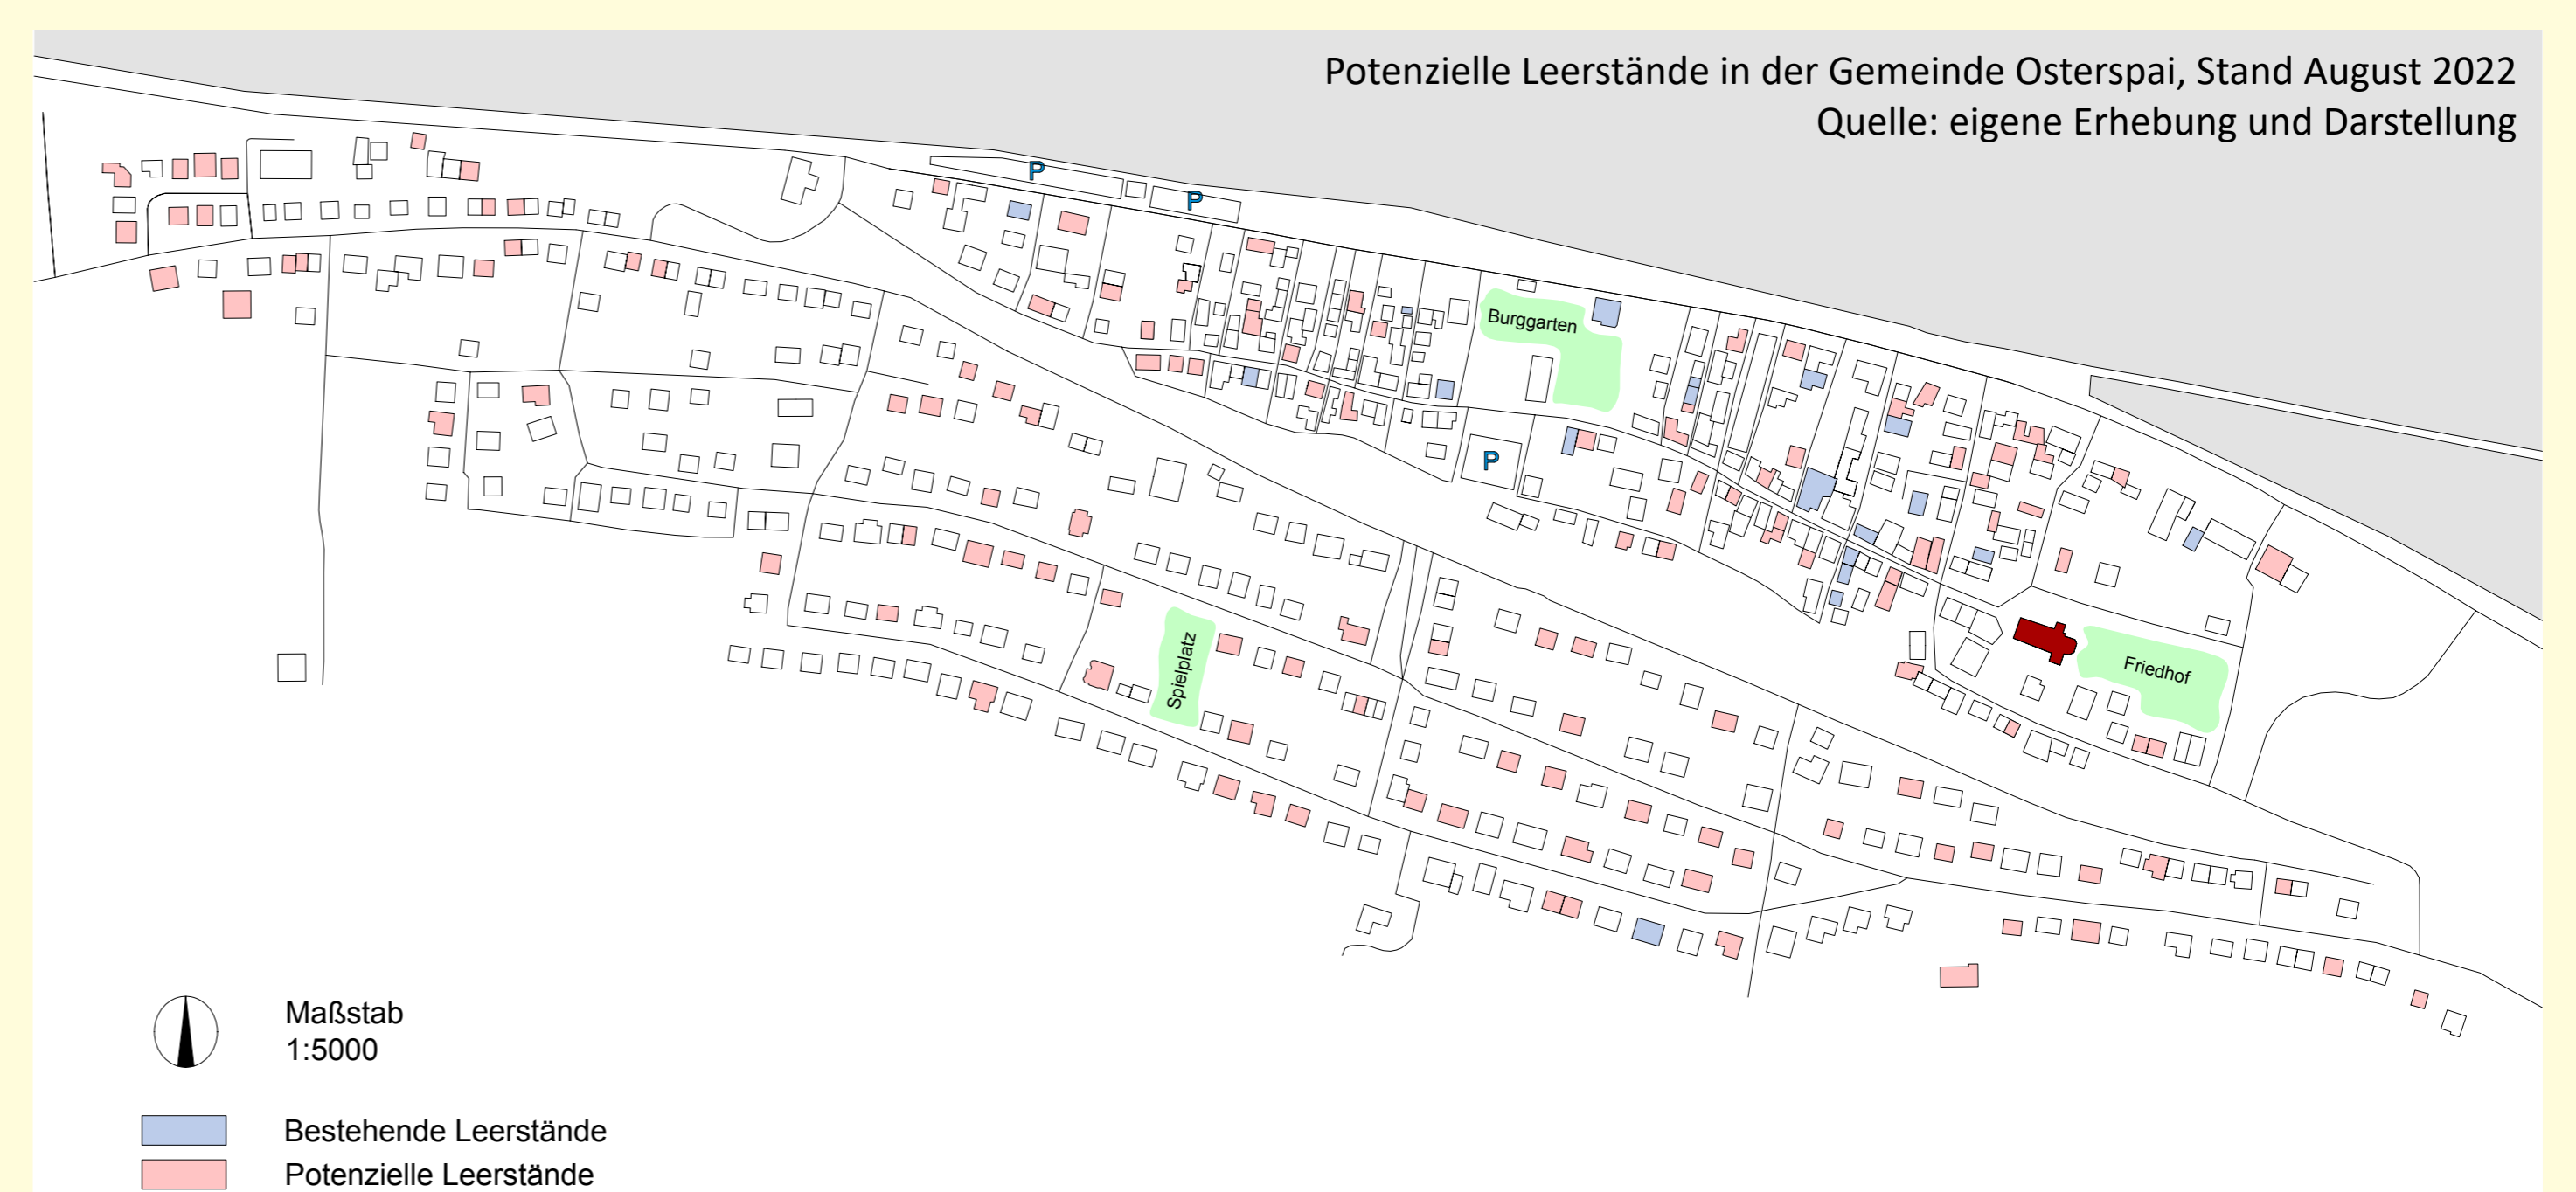 Potenzielle Leerstände in der Gemeinde Osterspai, Stand August 2022
Quelle: eigene Erhebung und Darstellung
P
P
Burggarten
P
Spielplatz
Friedhof
Maßstab
1:5000
Bestehende Leerstände
Potenzielle Leerstände